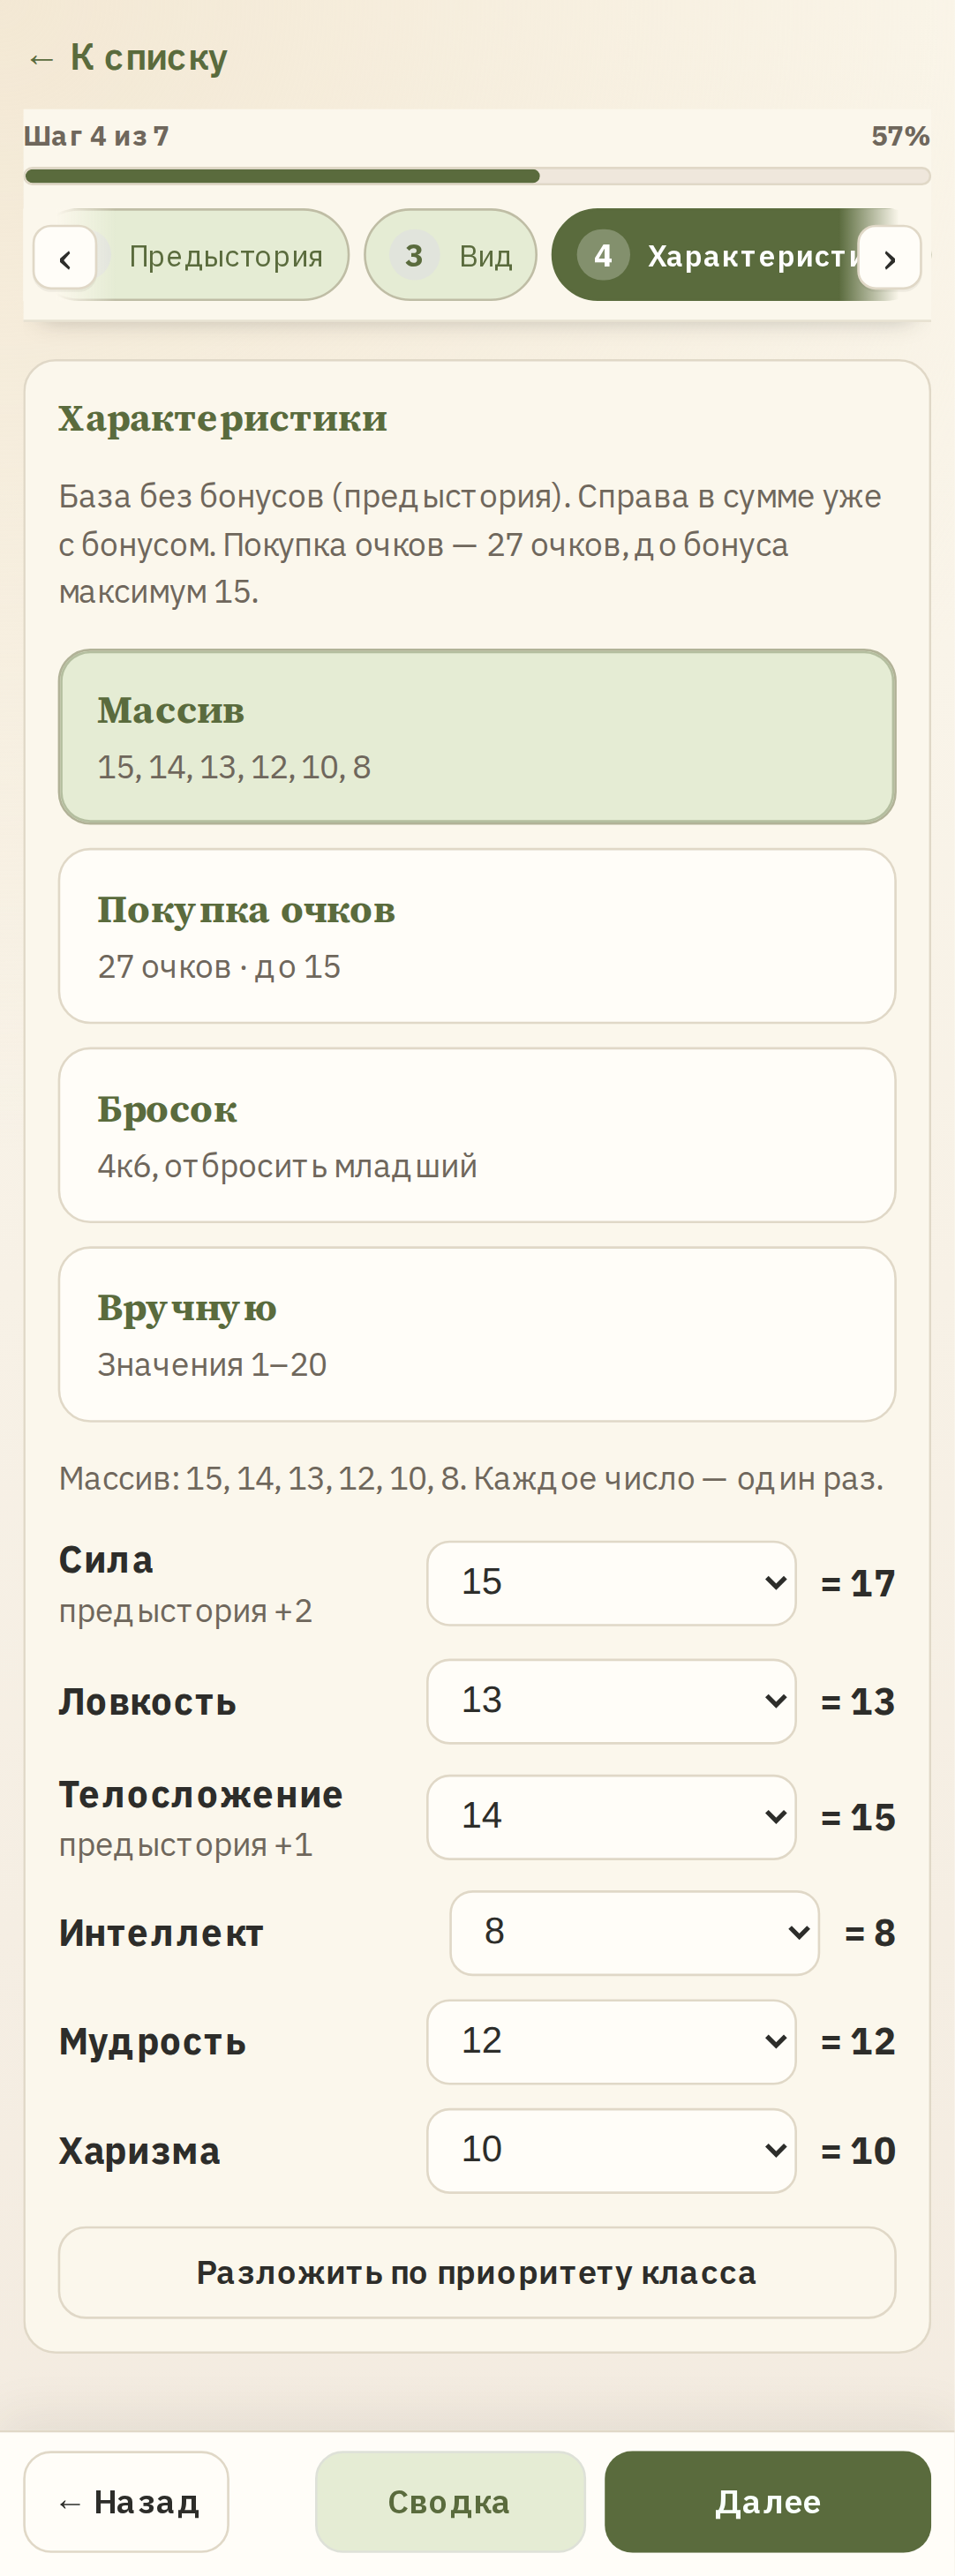 ← К списку
Шаг 4 из 7 57%
‹ Предыстория 3 Вид 4 Характеристи ›
Характеристики
База без бонусов (предыстория). Справа в сумме уже
с бонусом. Покупка очков — 27 очков, до бонуса
максимум 15.
Массив
15, 14, 13, 12, 10, 8
Покупка очков
27 очков · до 15
Бросок
4к6, отбросить младший
Вручную
Значения 1–20
Массив: 15, 14, 13, 12, 10, 8. Каждое число — один раз.
Сила 15 = 17
предыстория +2
Ловкость 13 = 13
Телосложение 14 = 15
предыстория +1
Интеллект 8 = 8
Мудрость 12 = 12
Харизма 10 = 10
Разложить по приоритету класса
← Назад Сводка Далее